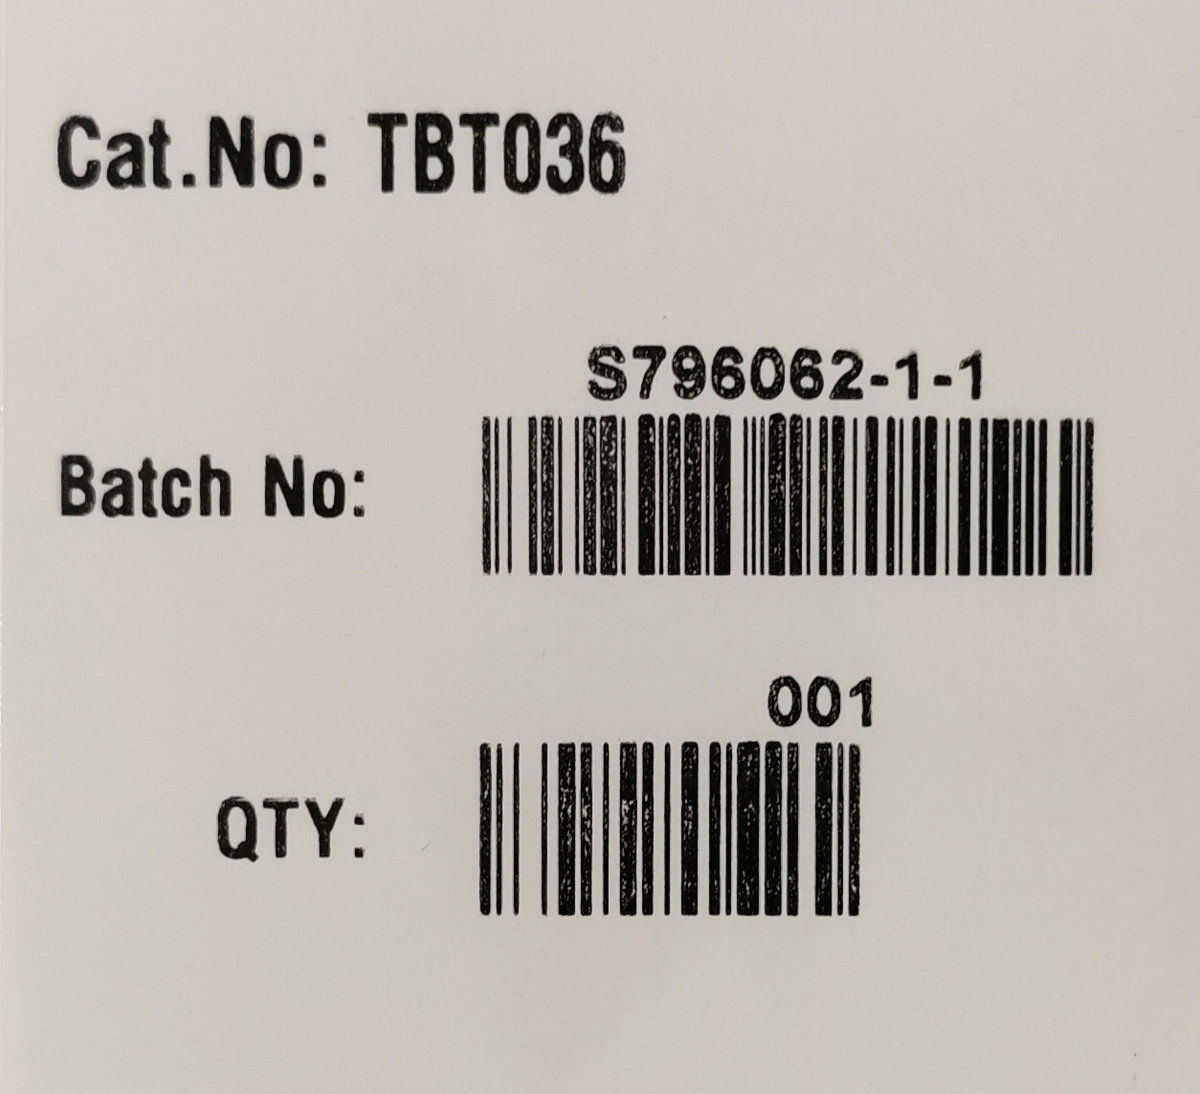 Cat.No: TBT036
S796062-1-1
Batch No:
001
QTY: